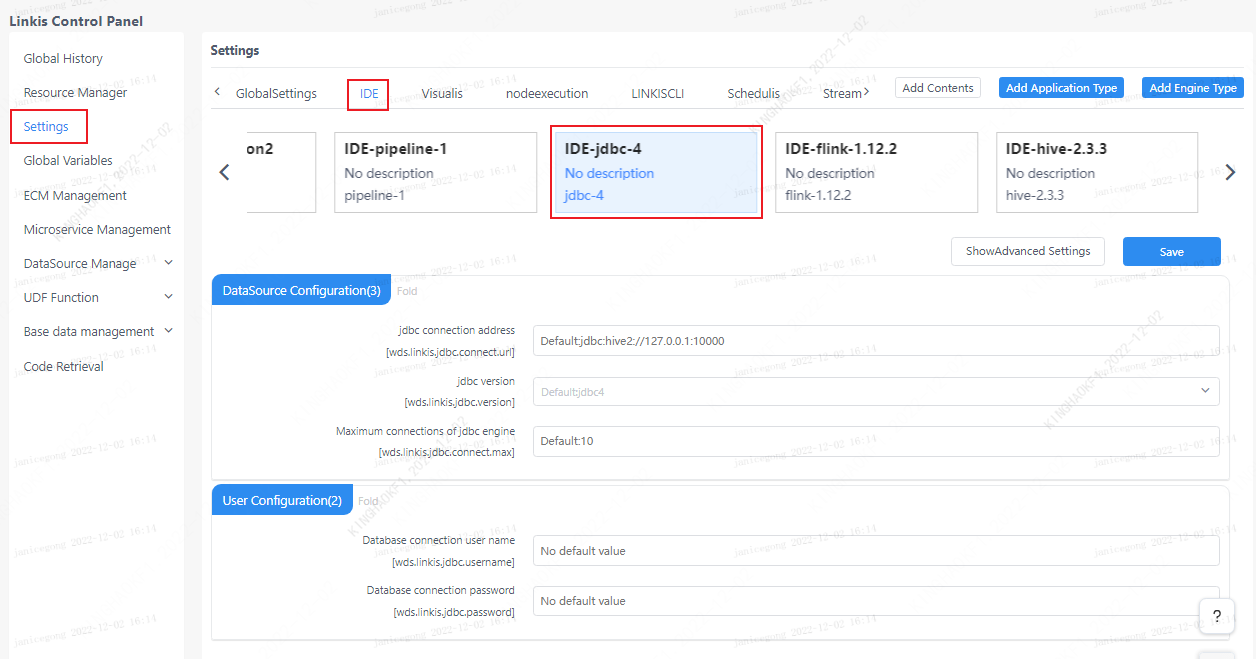 Linkis Control Panel
Global History
Resource Manager
Settings
Global Variables
ECM Management
Microservice Management
DataSource Manage
UDF Function
Base data management
Code Retrieval
Settings
GlobalSettings
IDE
Visualis
nodeexecution
LINKISCLI
Schedulis
Stream
Add Contents
Add Application Type
Add Engine Type
on2
IDE-pipeline-1
No description
pipeline-1
IDE-jdbc-4
No description
jdbc-4
IDE-flink-1.12.2
No description
flink-1.12.2
IDE-hive-2.3.3
No description
hive-2.3.3
ShowAdvanced Settings
Save
DataSource Configuration(3)
Fold
jdbc connection address
[wds.linkis.jdbc.connect.url]
Default:jdbc:hive2://127.0.0.1:10000
jdbc version
[wds.linkis.jdbc.version]
Default:jdbc4
Maximum connections of jdbc engine
[wds.linkis.jdbc.connect.max]
Default:10
User Configuration(2)
Fold
Database connection user name
[wds.linkis.jdbc.username]
No default value
Database connection password
[wds.linkis.jdbc.password]
No default value
?